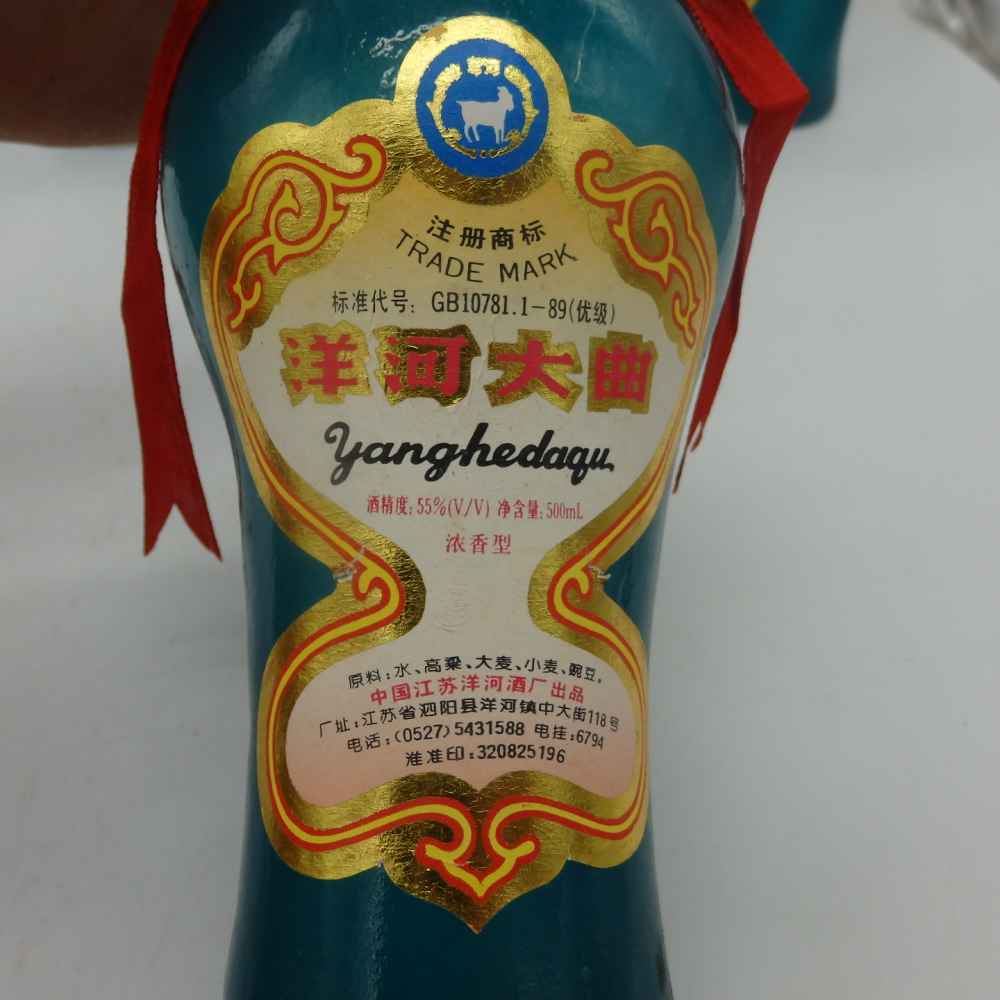 注册商标
TRADE MARK
标准代号：GB10781.1-89(优级)
洋河大曲
Yanghedaqu
酒精度：55%(V/V) 净含量：500mL
浓香型
原料：水、高粱、大麦、小麦、豌豆。
中国江苏洋河酒厂出品
厂址：江苏省泗阳县洋河镇中大街118号
电话：(0527)5431588 电挂：6794
淮准印：320825196